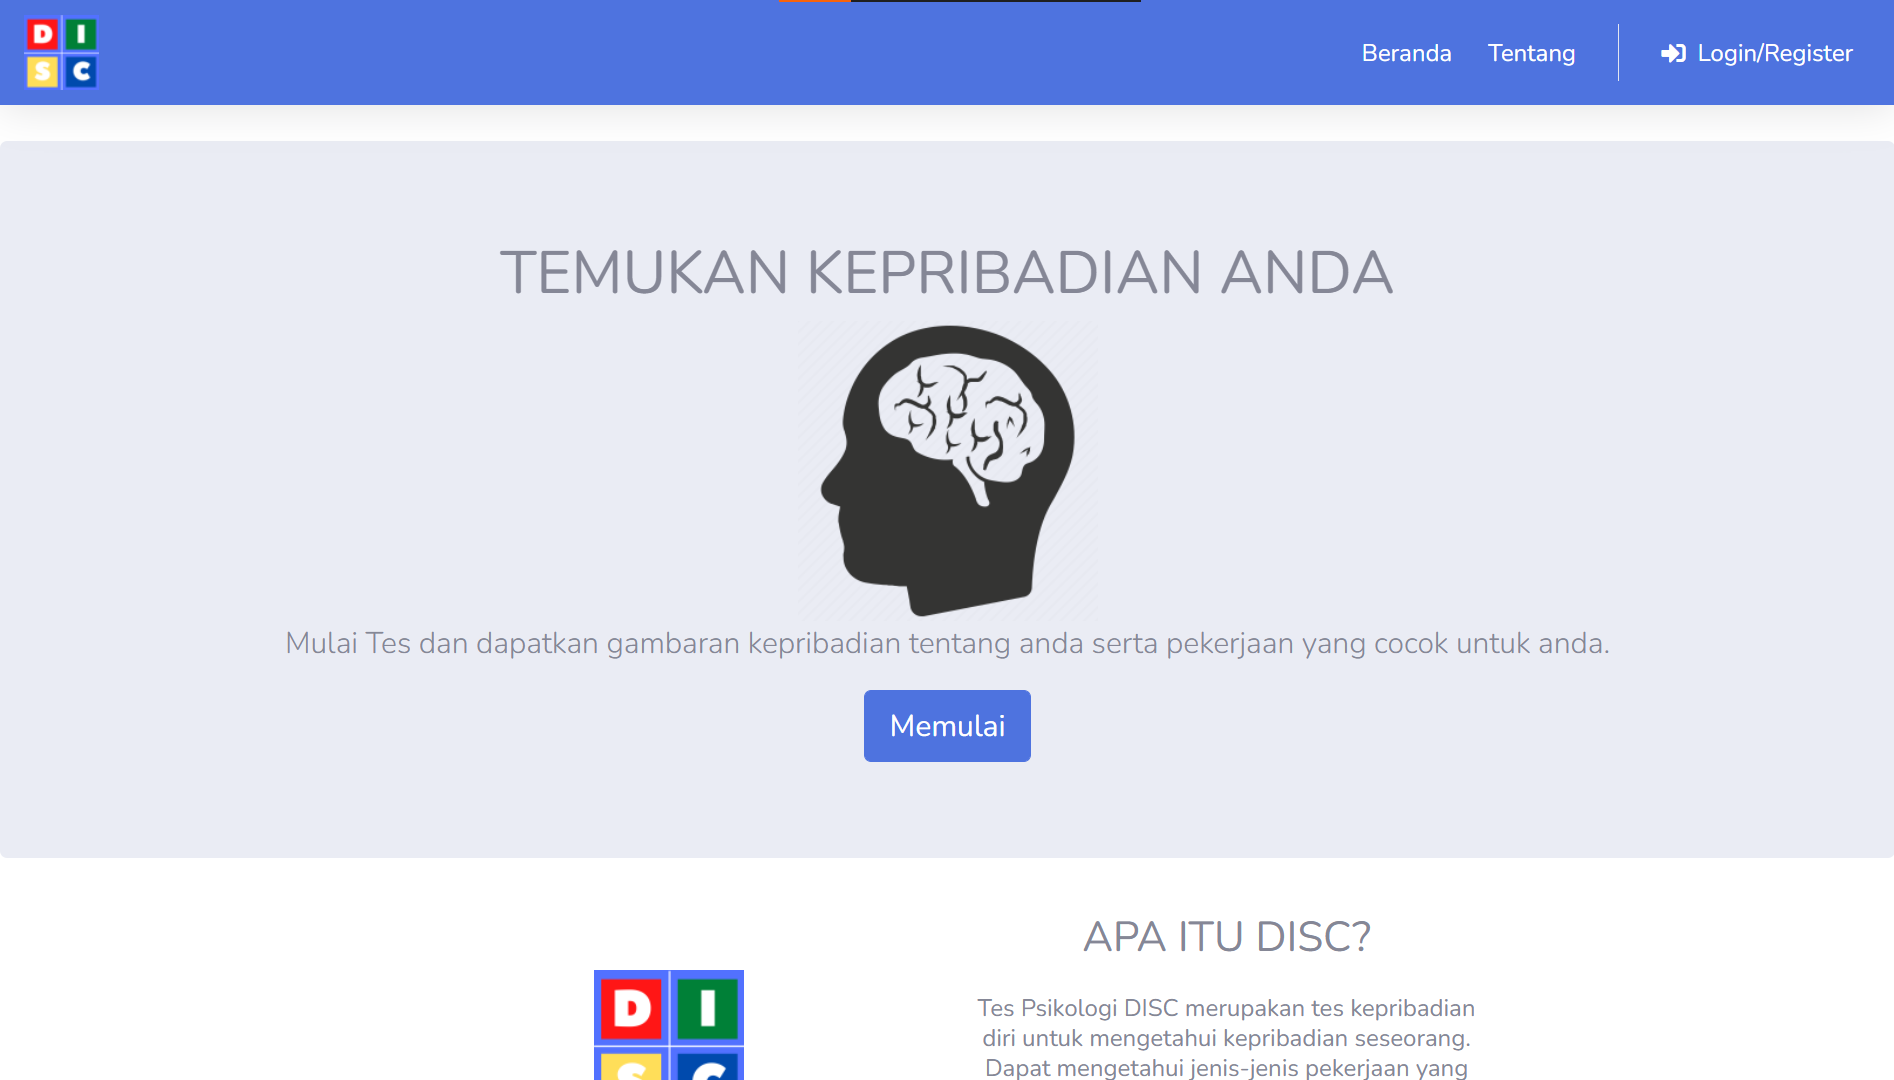 D I
S C
Beranda Tentang Login/Register
TEMUKAN KEPRIBADIAN ANDA
Mulai Tes dan dapatkan gambaran kepribadian tentang anda serta pekerjaan yang cocok untuk anda.
Memulai
D I
S C
APA ITU DISC?
Tes Psikologi DISC merupakan tes kepribadian
diri untuk mengetahui kepribadian seseorang.
Dapat mengetahui jenis-jenis pekerjaan yang